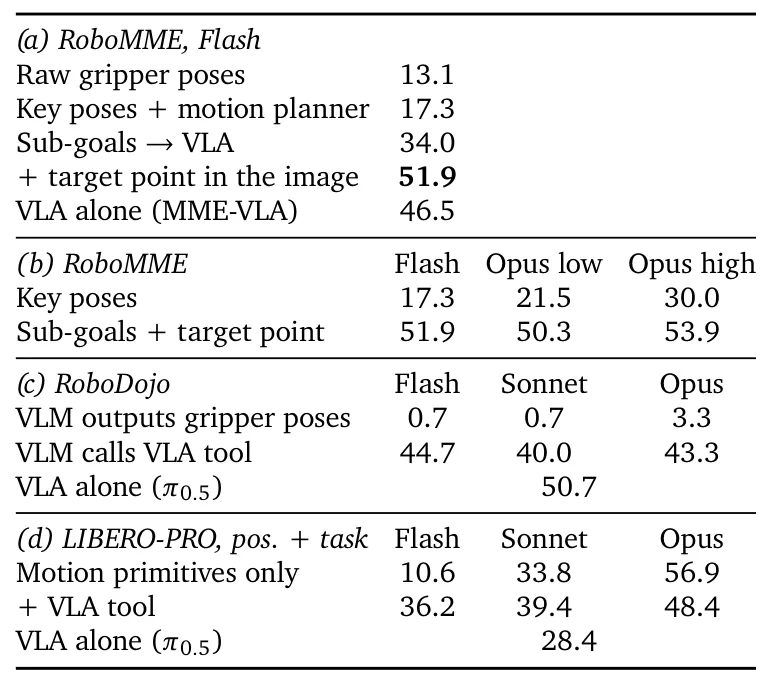 (a) RoboMME, Flash
Raw gripper poses 13.1
Key poses + motion planner 17.3
Sub-goals → VLA 34.0
+ target point in the image 51.9
VLA alone (MME-VLA) 46.5
(b) RoboMME Flash Opus low Opus high
Key poses 17.3 21.5 30.0
Sub-goals + target point 51.9 50.3 53.9
(c) RoboDojo Flash Sonnet Opus
VLM outputs gripper poses 0.7 0.7 3.3
VLM calls VLA tool 44.7 40.0 43.3
VLA alone (π0.5) 50.7
(d) LIBERO-PRO, pos. + task Flash Sonnet Opus
Motion primitives only 10.6 33.8 56.9
+ VLA tool 36.2 39.4 48.4
VLA alone (π0.5) 28.4